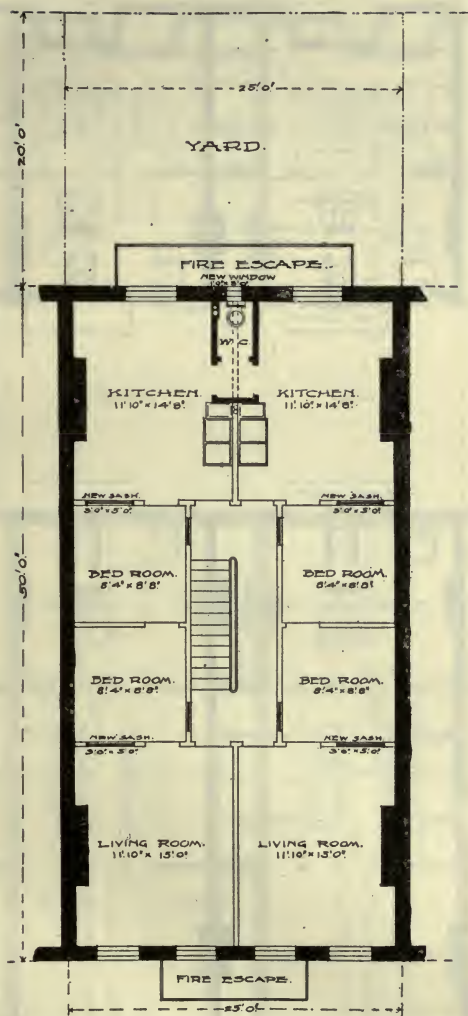 25'.0"
20'.0"
YARD.
FIRE ESCAPE.
NEW WINDOW
W.C.
KITCHEN.
11'.10" × 14'.8"
KITCHEN.
11'.10" × 14'.8"
NEW SASH.
3'.0" × 5'.0"
NEW SASH.
3'.0" × 5'.0"
50'.0"
BED ROOM.
8'.4" × 8'.8"
BED ROOM.
8'.4" × 8'.8"
BED ROOM.
8'.4" × 8'.8"
BED ROOM.
8'.4" × 8'.8"
NEW SASH.
3'.0" × 5'.0"
NEW SASH.
3'.0" × 5'.0"
LIVING ROOM.
11'.10" × 15'.0"
LIVING ROOM.
11'.10" × 15'.0"
FIRE ESCAPE.
25'.0"